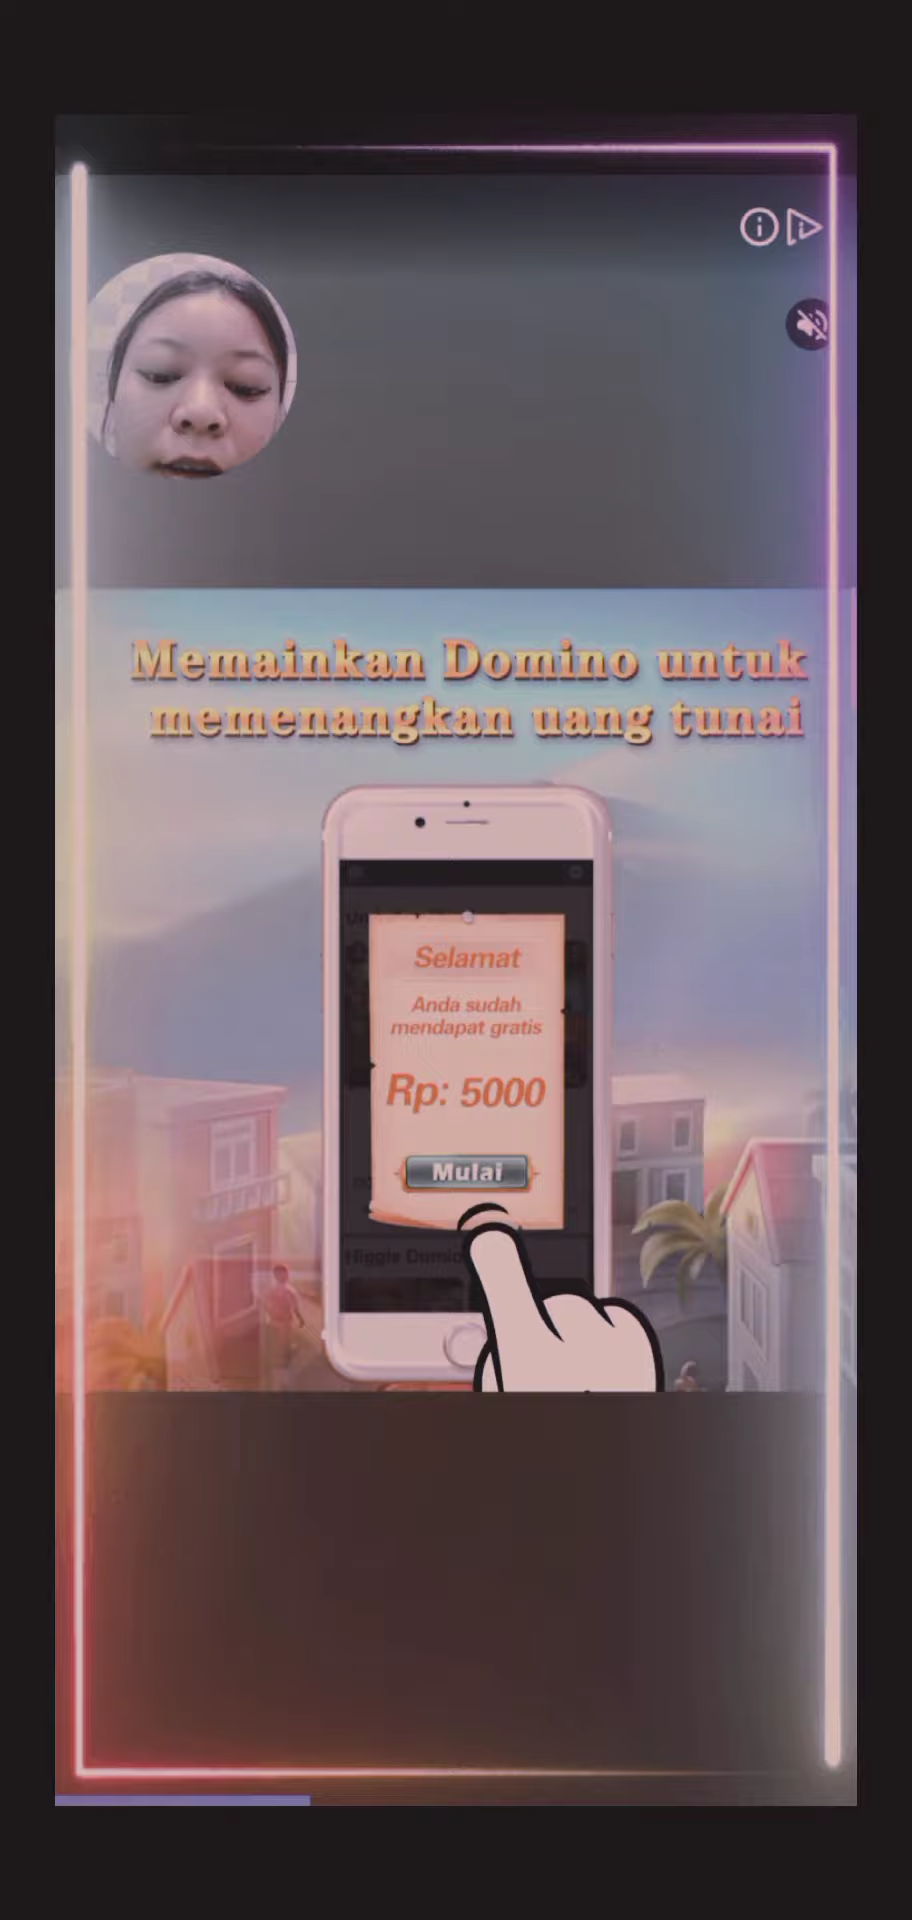 Memainkan Domino untuk
memenangkan uang tunai
Selamat
Anda sudah
mendapat gratis
Rp: 5000
Mulai